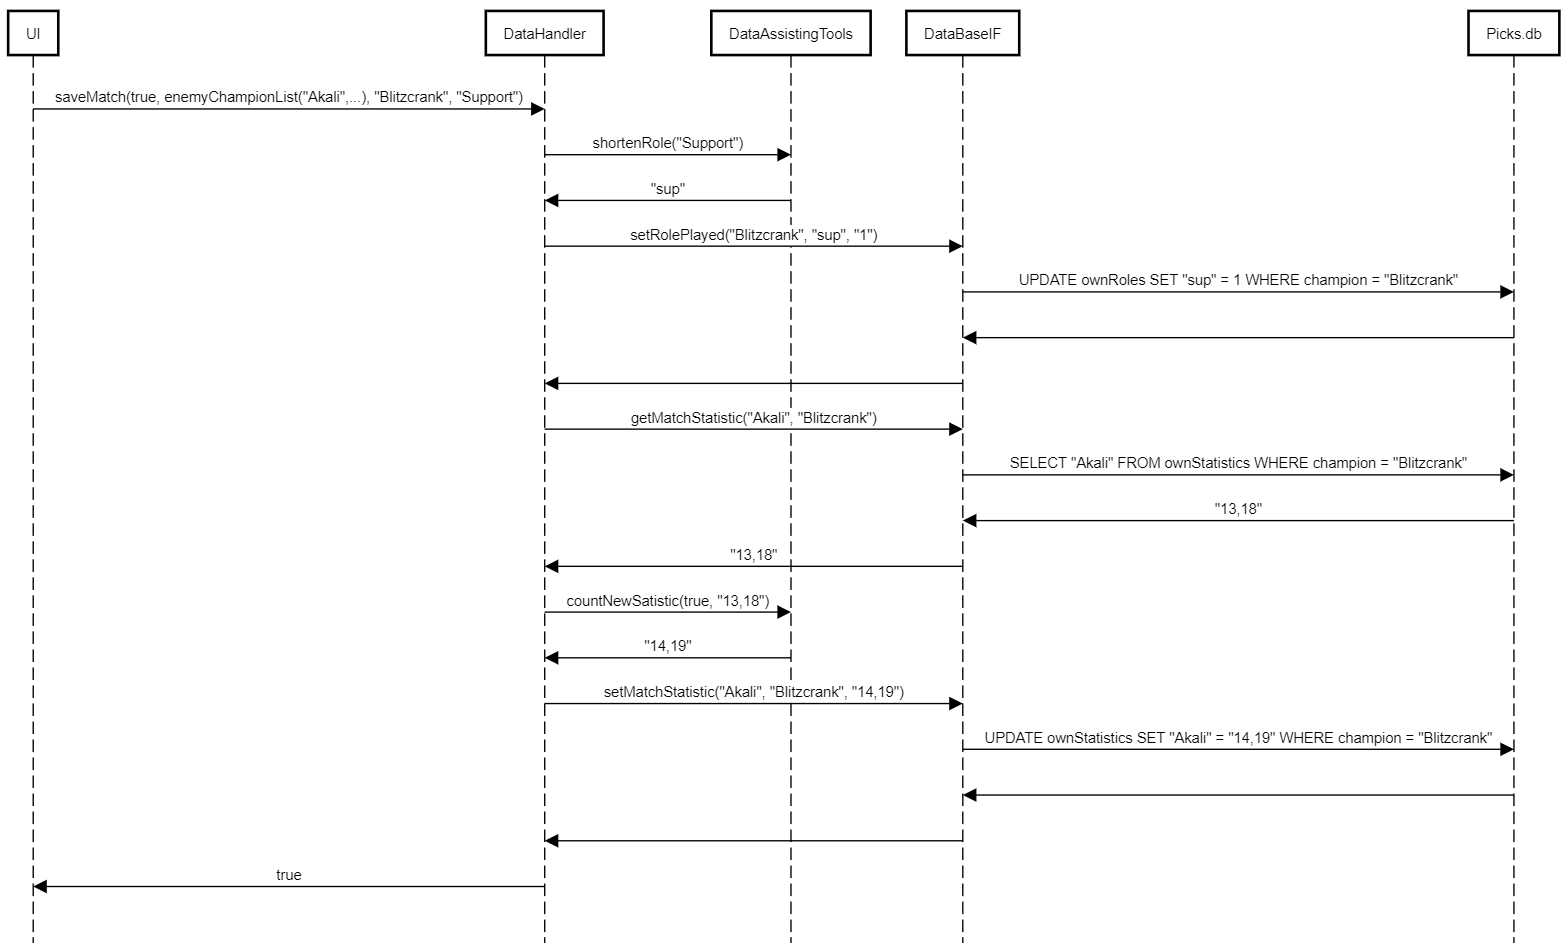 UI
DataHandler
DataAssistingTools
DataBaseIF
Picks.db
saveMatch(true, enemyChampionList("Akali",...), "Blitzcrank", "Support")
shortenRole("Support")
"sup"
setRolePlayed("Blitzcrank", "sup", "1")
UPDATE ownRoles SET "sup" = 1 WHERE champion = "Blitzcrank"
getMatchStatistic("Akali", "Blitzcrank")
SELECT "Akali" FROM ownStatistics WHERE champion = "Blitzcrank"
"13,18"
"13,18"
countNewSatistic(true, "13,18")
"14,19"
setMatchStatistic("Akali", "Blitzcrank", "14,19")
UPDATE ownStatistics SET "Akali" = "14,19" WHERE champion = "Blitzcrank"
true